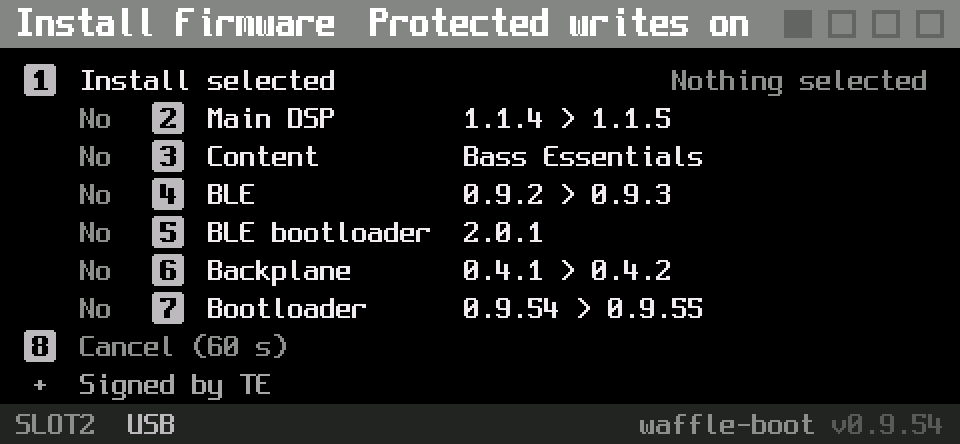 Install Firmware Protected writes on
1 Install selected Nothing selected
No 2 Main DSP 1.1.4 > 1.1.5
No 3 Content Bass Essentials
No 4 BLE 0.9.2 > 0.9.3
No 5 BLE bootloader 2.0.1
No 6 Backplane 0.4.1 > 0.4.2
No 7 Bootloader 0.9.54 > 0.9.55
8 Cancel (60 s)
+ Signed by TE
SLOT2 USB waffle-boot v0.9.54